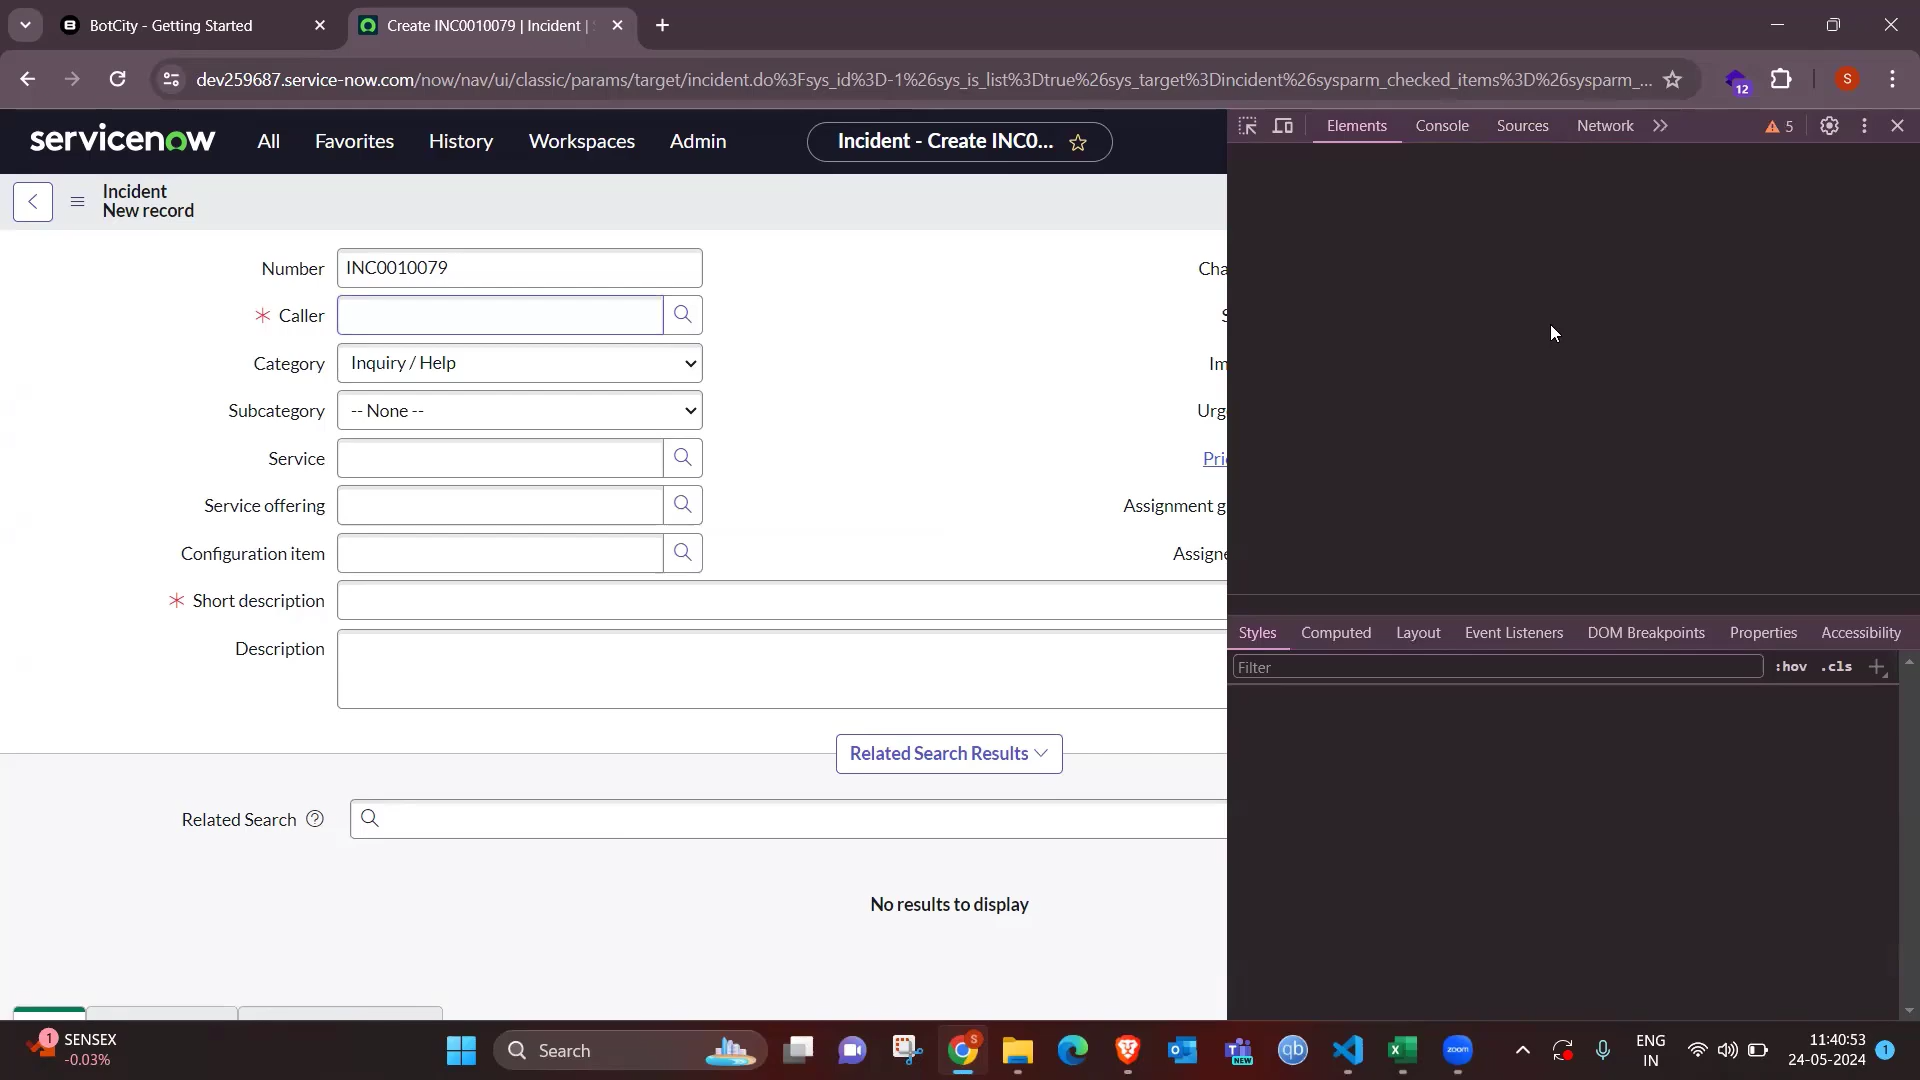 BotCity - Getting Started
Create INC0010079 | Incident |
dev259687.service-now.com/now/nav/ui/classic/params/target/incident.do%3Fsys_id%3D-1%26sys_is_list%3Dtrue%26sys_target%3Dincident%26sysparm_checked_items%3D%26sysparm_...
12
S
servicenow
All
Favorites
History
Workspaces
Admin
Incident - Create INC0...
Elements
Console
Sources
Network
5
Incident
New record
Number
INC0010079
Cha
Caller
S
Category
Inquiry / Help
Im
Subcategory
-- None --
Urg
Service
Pri
Service offering
Assignment g
Configuration item
Assigne
Short description
Description
Styles
Computed
Layout
Event Listeners
DOM Breakpoints
Properties
Accessibility
Filter
:hov
.cls
Related Search Results
Related Search
No results to display
1
SENSEX
-0.03%
Search
S
NEW
qb
zoom
ENG
IN
11:40:53
24-05-2024
1